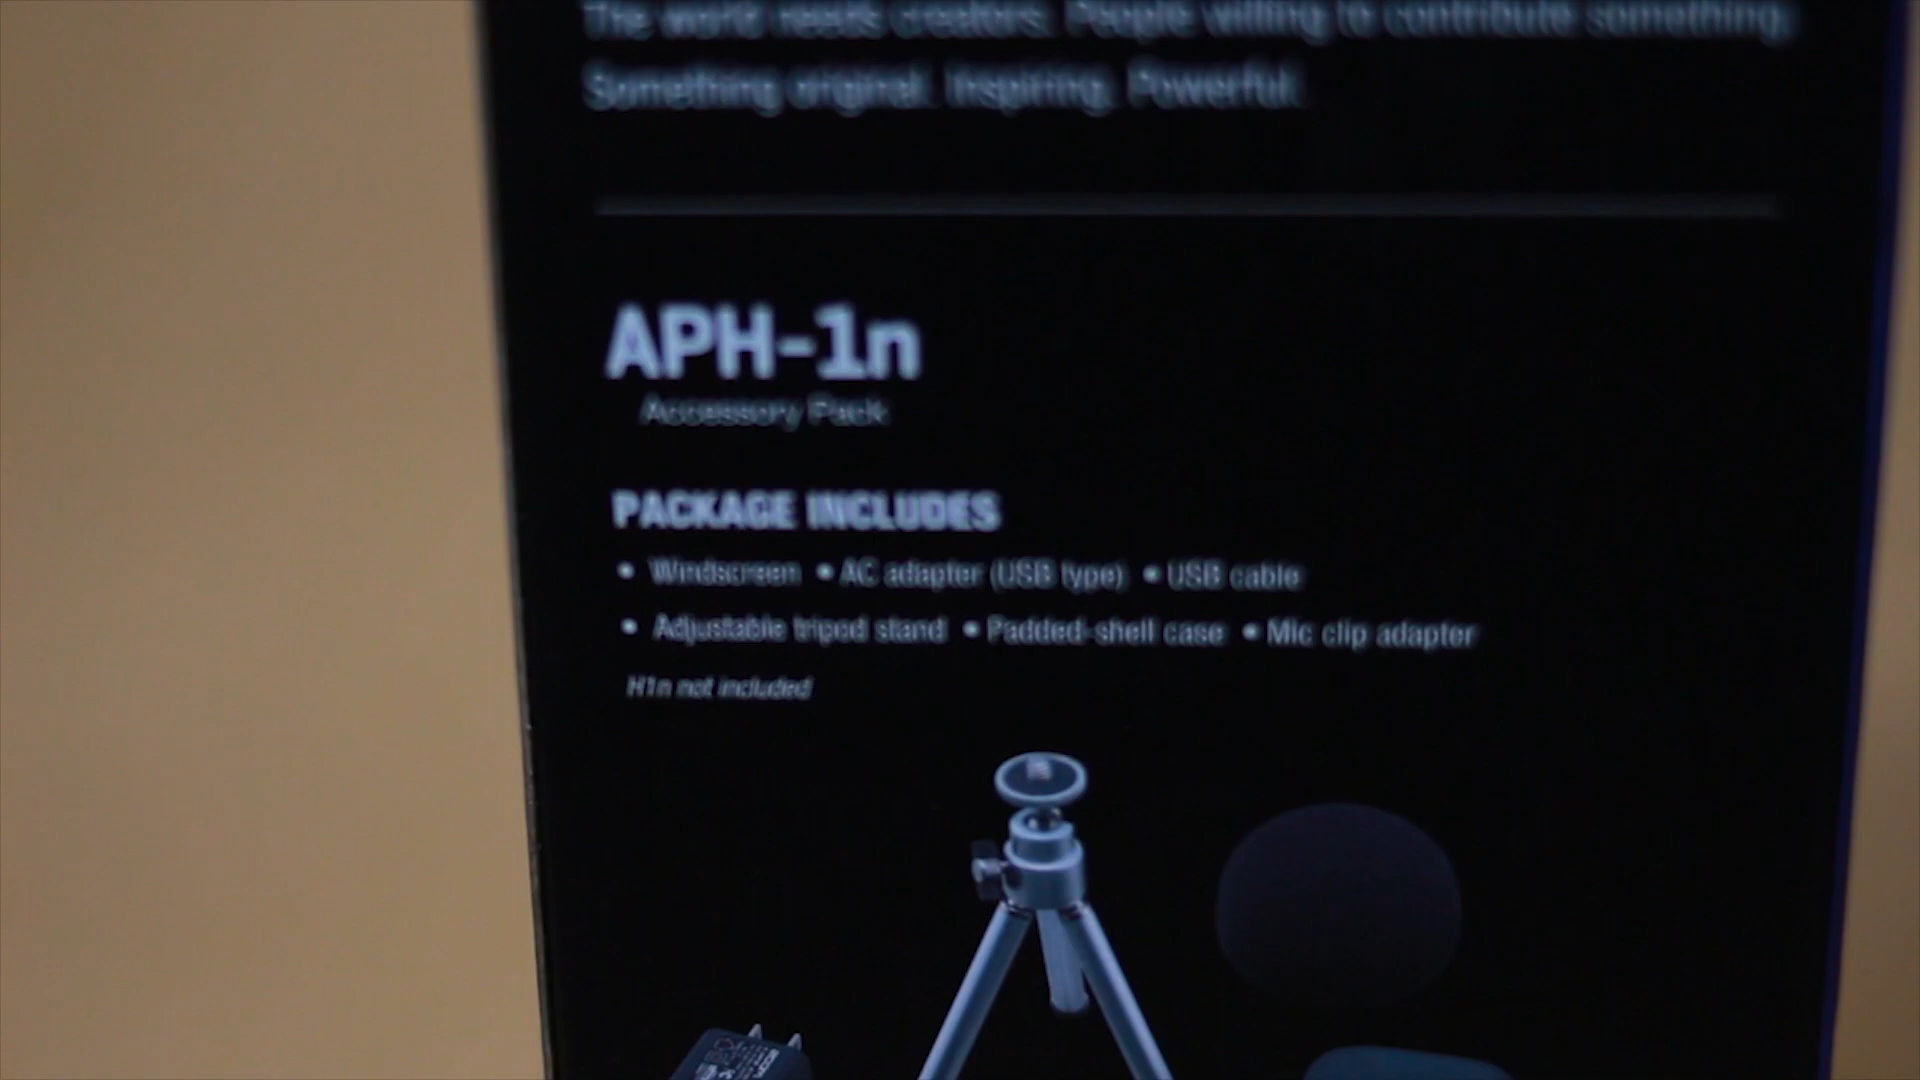 The world needs creators. People willing to contribute something.
Something original. Inspiring. Powerful.
APH-1n
Accessory Pack
PACKAGE INCLUDES
• Windscreen • AC adapter (USB type) • USB cable
• Adjustable tripod stand • Padded-shell case • Mic clip adapter
H1n not included